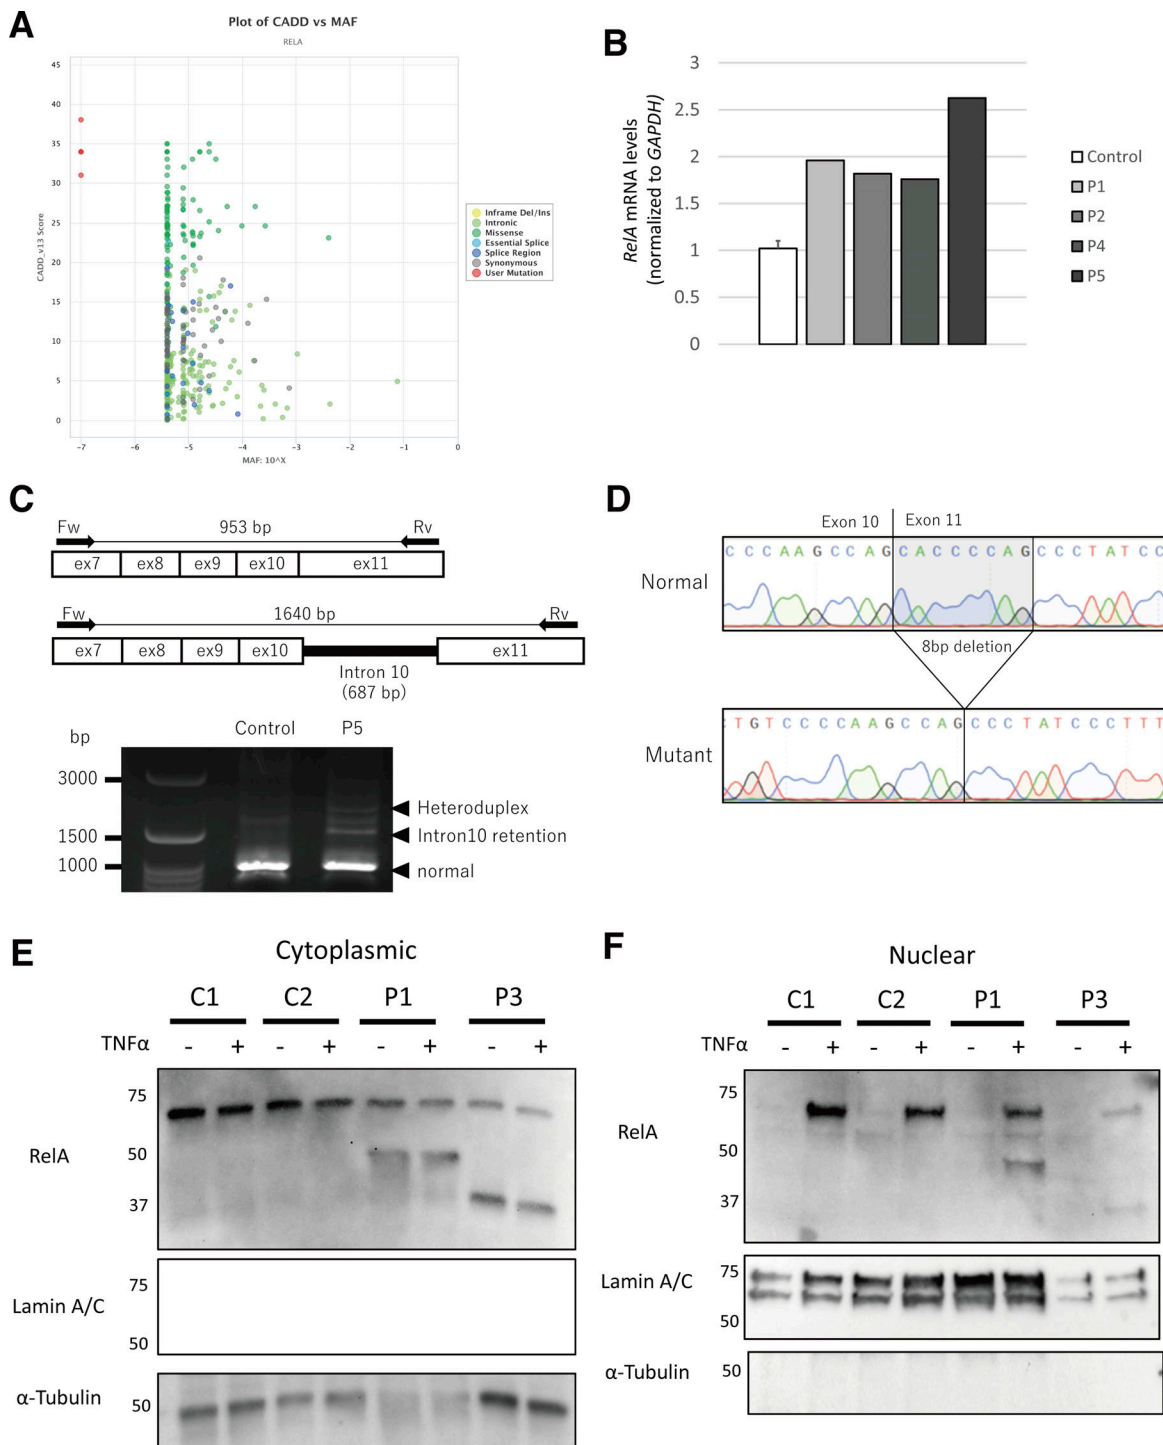 A
Plot of CADD vs MAF
RELA
CADD_v13 Score
45
40
35
30
25
20
15
10
5
0
-7
-6
-5
-4
-3
-2
-1
0
MAF: 10^X
Inframe Del/Ins
Intronic
Missense
Essential Splice
Splice Region
Synonymous
User Mutation
B
RelA mRNA levels
(normalized to GAPDH)
3
2.5
2
1.5
1
0.5
0
Control
P1
P2
P4
P5
C
Fw
953 bp
Rv
ex7
ex8
ex9
ex10
ex11
Fw
1640 bp
Rv
ex7
ex8
ex9
ex10
ex11
Intron 10
(687 bp)
bp
Control
P5
3000
1500
1000
Heteroduplex
Intron10 retention
normal
D
Exon 10
Exon 11
Normal
C C C A A G C C A G C A C C C C A G C C C T A T C C
8bp deletion
Mutant
T G T C C C C A A G C C A G C C C T A T C C C T T T
E
Cytoplasmic
C1
C2
P1
P3
TNFα
- + - + - + - +
RelA
75
50
37
Lamin A/C
75
50
α-Tubulin
50
F
Nuclear
C1
C2
P1
P3
TNFα
- + - + - + - +
RelA
75
50
37
Lamin A/C
75
50
α-Tubulin
50